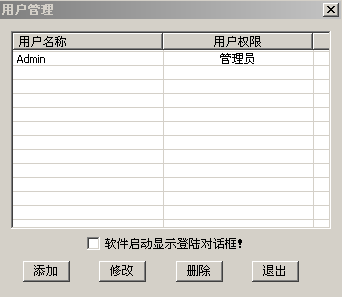 用户管理
用户名称 用户权限
Admin 管理员
软件启动显示登陆对话框!
添加 修改 删除 退出